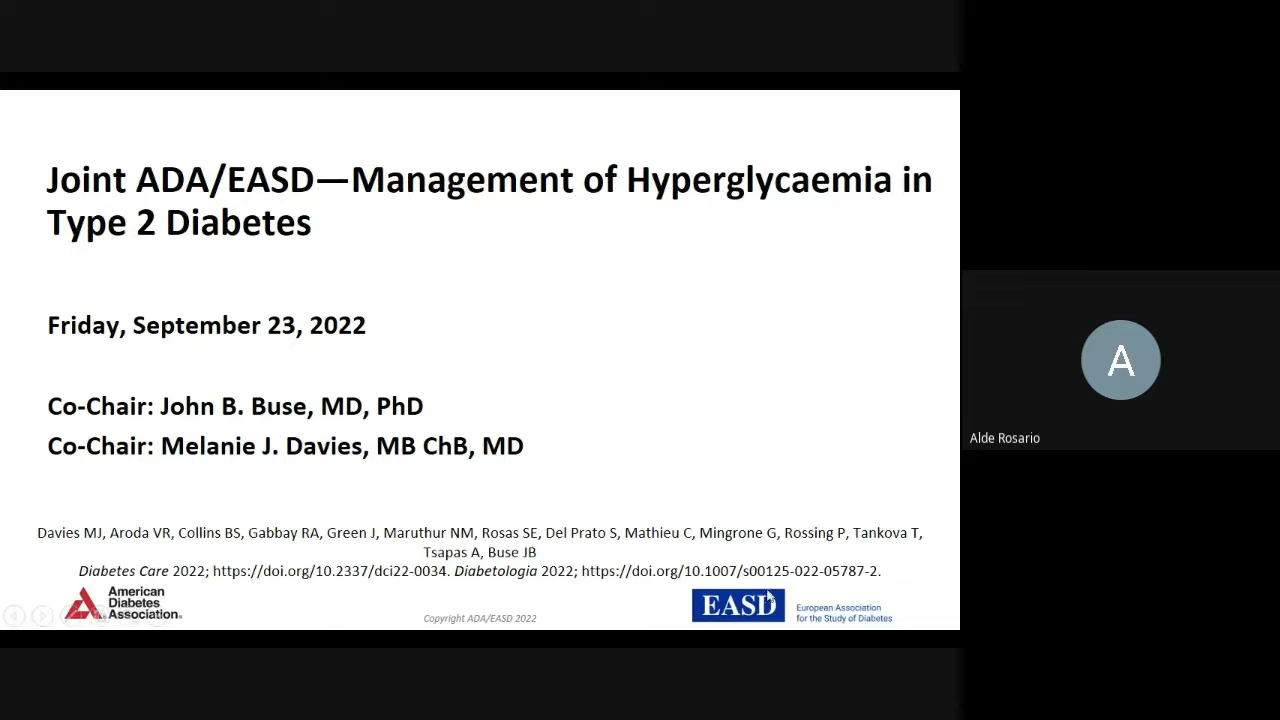 Joint ADA/EASD—Management of Hyperglycaemia in
Type 2 Diabetes
Friday, September 23, 2022
Co-Chair: John B. Buse, MD, PhD
Co-Chair: Melanie J. Davies, MB ChB, MD
Davies MJ, Aroda VR, Collins BS, Gabbay RA, Green J, Maruthur NM, Rosas SE, Del Prato S, Mathieu C, Mingrone G, Rossing P, Tankova T,
Tsapas A, Buse JB
Diabetes Care 2022; https://doi.org/10.2337/dci22-0034. Diabetologia 2022; https://doi.org/10.1007/s00125-022-05787-2.
American
Diabetes
Association®
Copyright ADA/EASD 2022
EASD
European Association
for the Study of Diabetes
A
Alde Rosario